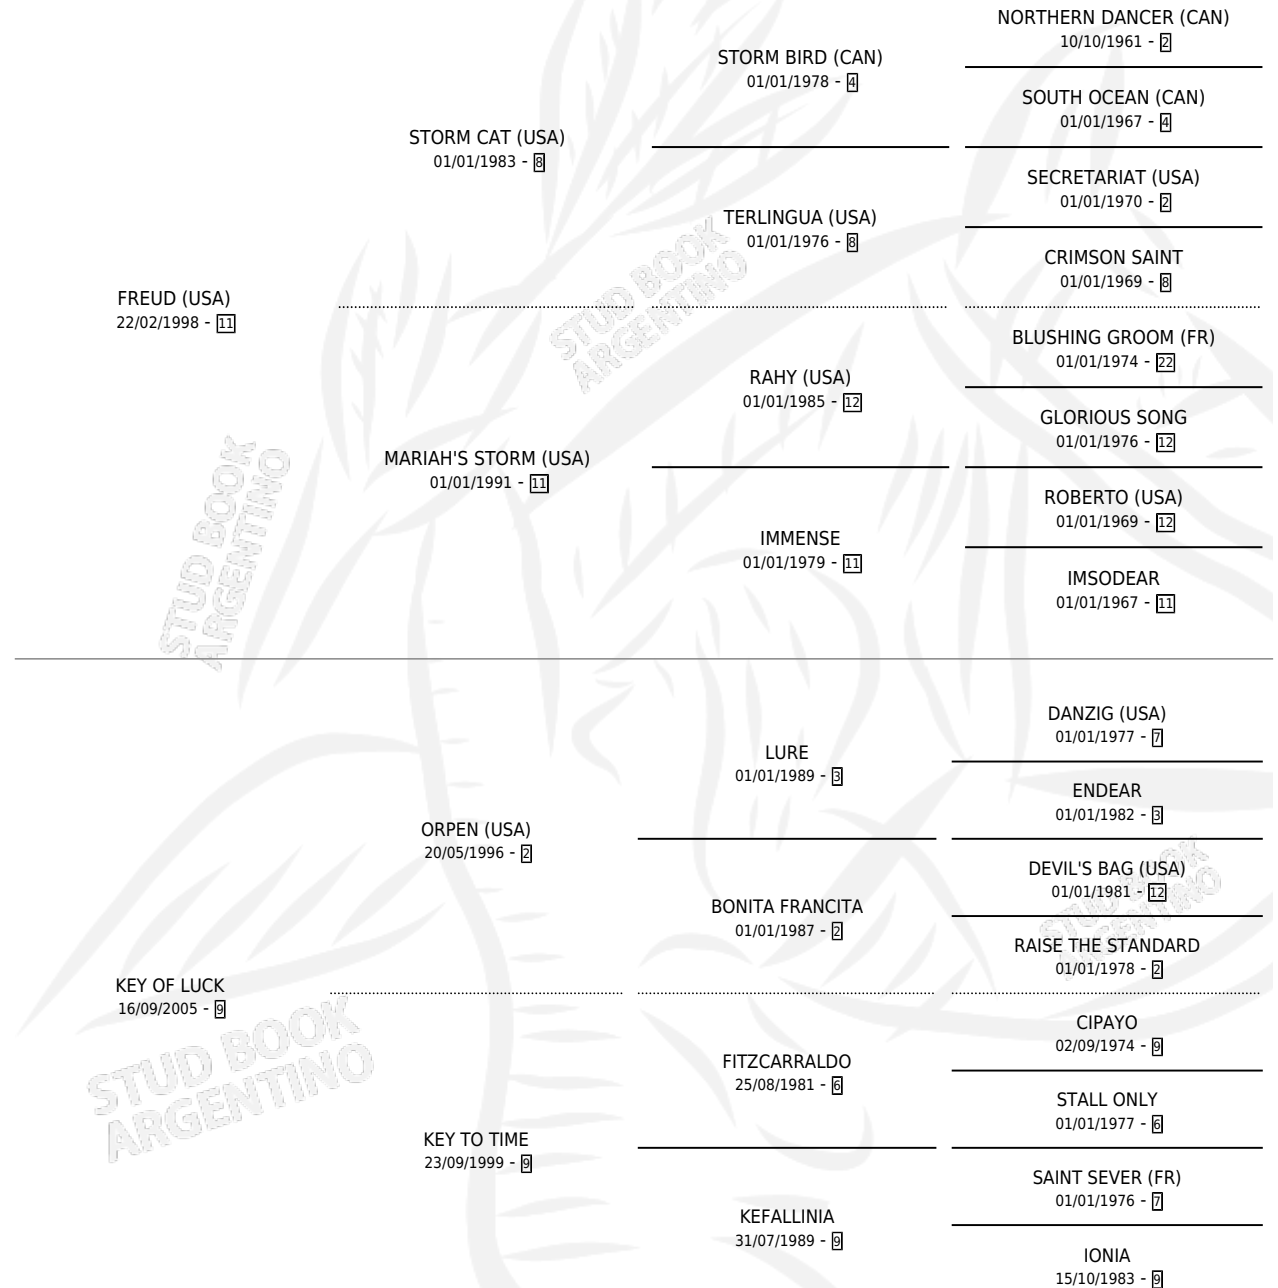 NORTHERN DANCER (CAN)
10/10/1961 - 2
STORM BIRD (CAN)
01/01/1978 - 4
SOUTH OCEAN (CAN)
01/01/1967 - 4
STORM CAT (USA)
01/01/1983 - 8
SECRETARIAT (USA)
01/01/1970 - 2
TERLINGUA (USA)
01/01/1976 - 8
CRIMSON SAINT
01/01/1969 - 8
FREUD (USA)
22/02/1998 - 11
BLUSHING GROOM (FR)
01/01/1974 - 22
RAHY (USA)
01/01/1985 - 12
GLORIOUS SONG
01/01/1976 - 12
MARIAH'S STORM (USA)
01/01/1991 - 11
ROBERTO (USA)
01/01/1969 - 12
IMMENSE
01/01/1979 - 11
IMSODEAR
01/01/1967 - 11
DANZIG (USA)
01/01/1977 - 7
LURE
01/01/1989 - 3
ENDEAR
01/01/1982 - 3
ORPEN (USA)
20/05/1996 - 2
DEVIL'S BAG (USA)
01/01/1981 - 12
BONITA FRANCITA
01/01/1987 - 2
RAISE THE STANDARD
01/01/1978 - 2
KEY OF LUCK
16/09/2005 - 9
CIPAYO
02/09/1974 - 9
FITZCARRALDO
25/08/1981 - 6
STALL ONLY
01/01/1977 - 6
KEY TO TIME
23/09/1999 - 9
SAINT SEVER (FR)
01/01/1976 - 7
KEFALLINIA
31/07/1989 - 9
IONIA
15/10/1983 - 9
STUD BOOK
ARGENTINO
STUD BOOK
ARGENTINO
STUD BOOK
ARGENTINO
STUD BOOK
ARGENTINO